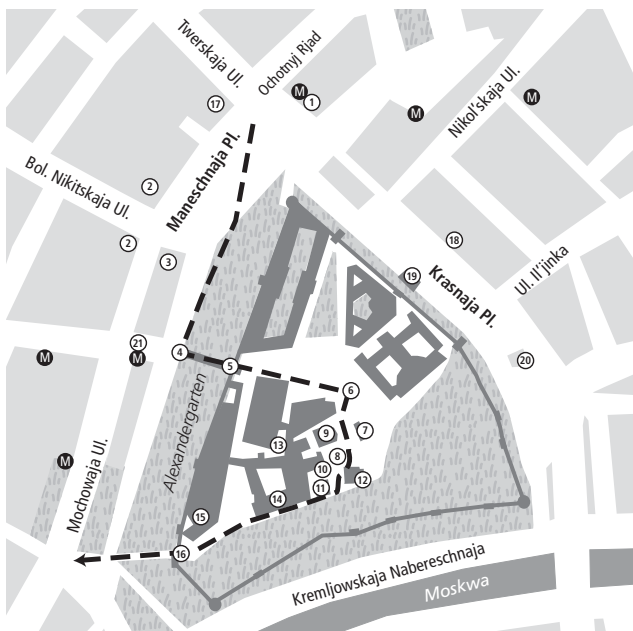 Twerskaja Ul.
Ochotnyj Rjad
M
1
17
M
M
Nikol'skaja Ul.
Maneschnaja Pl.
Bol. Nikitskaja Ul.
2
2
3
18
19
Krasnaja Pl.
Ul. Il'jinka
21
4
M
M
5
20
6
Alexandergarten
7
9
13
8
10
12
11
14
M
Mochowaja Ul.
15
16
Kremljowskaja Nabereschnaja
Moskwa